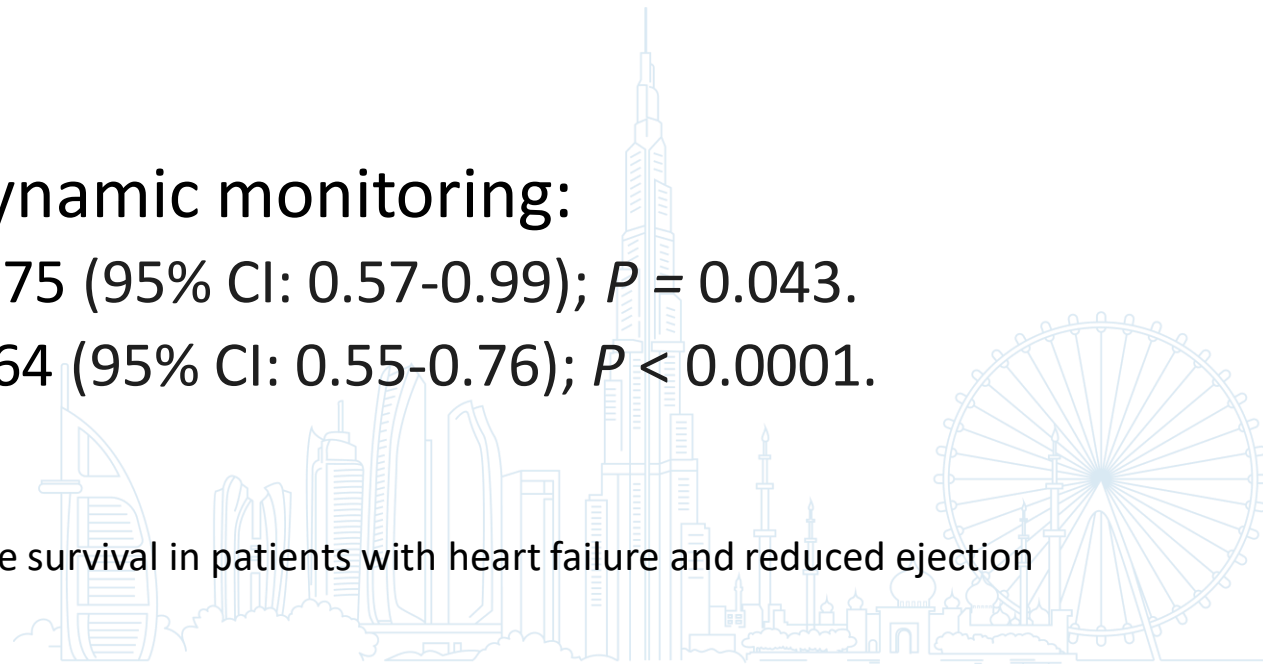 ynamic monitoring:
75 (95% CI: 0.57-0.99); P = 0.043.
64 (95% CI: 0.55-0.76); P < 0.0001.
e survival in patients with heart failure and reduced ejection